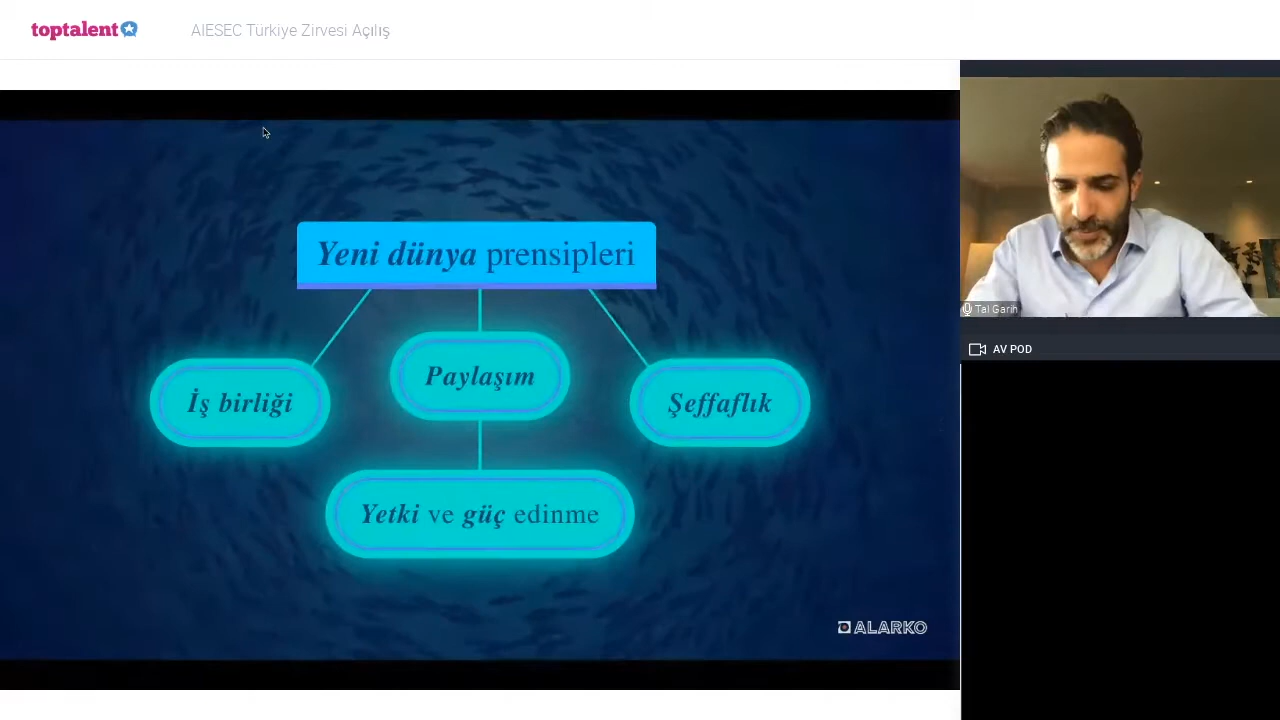 toptalent
AIESEC Türkiye Zirvesi Açılış
Yeni dünya prensipleri
İş birliği
Paylaşım
Şeffaflık
Yetki ve güç edinme
ALARKO
Tal Garih
AV POD